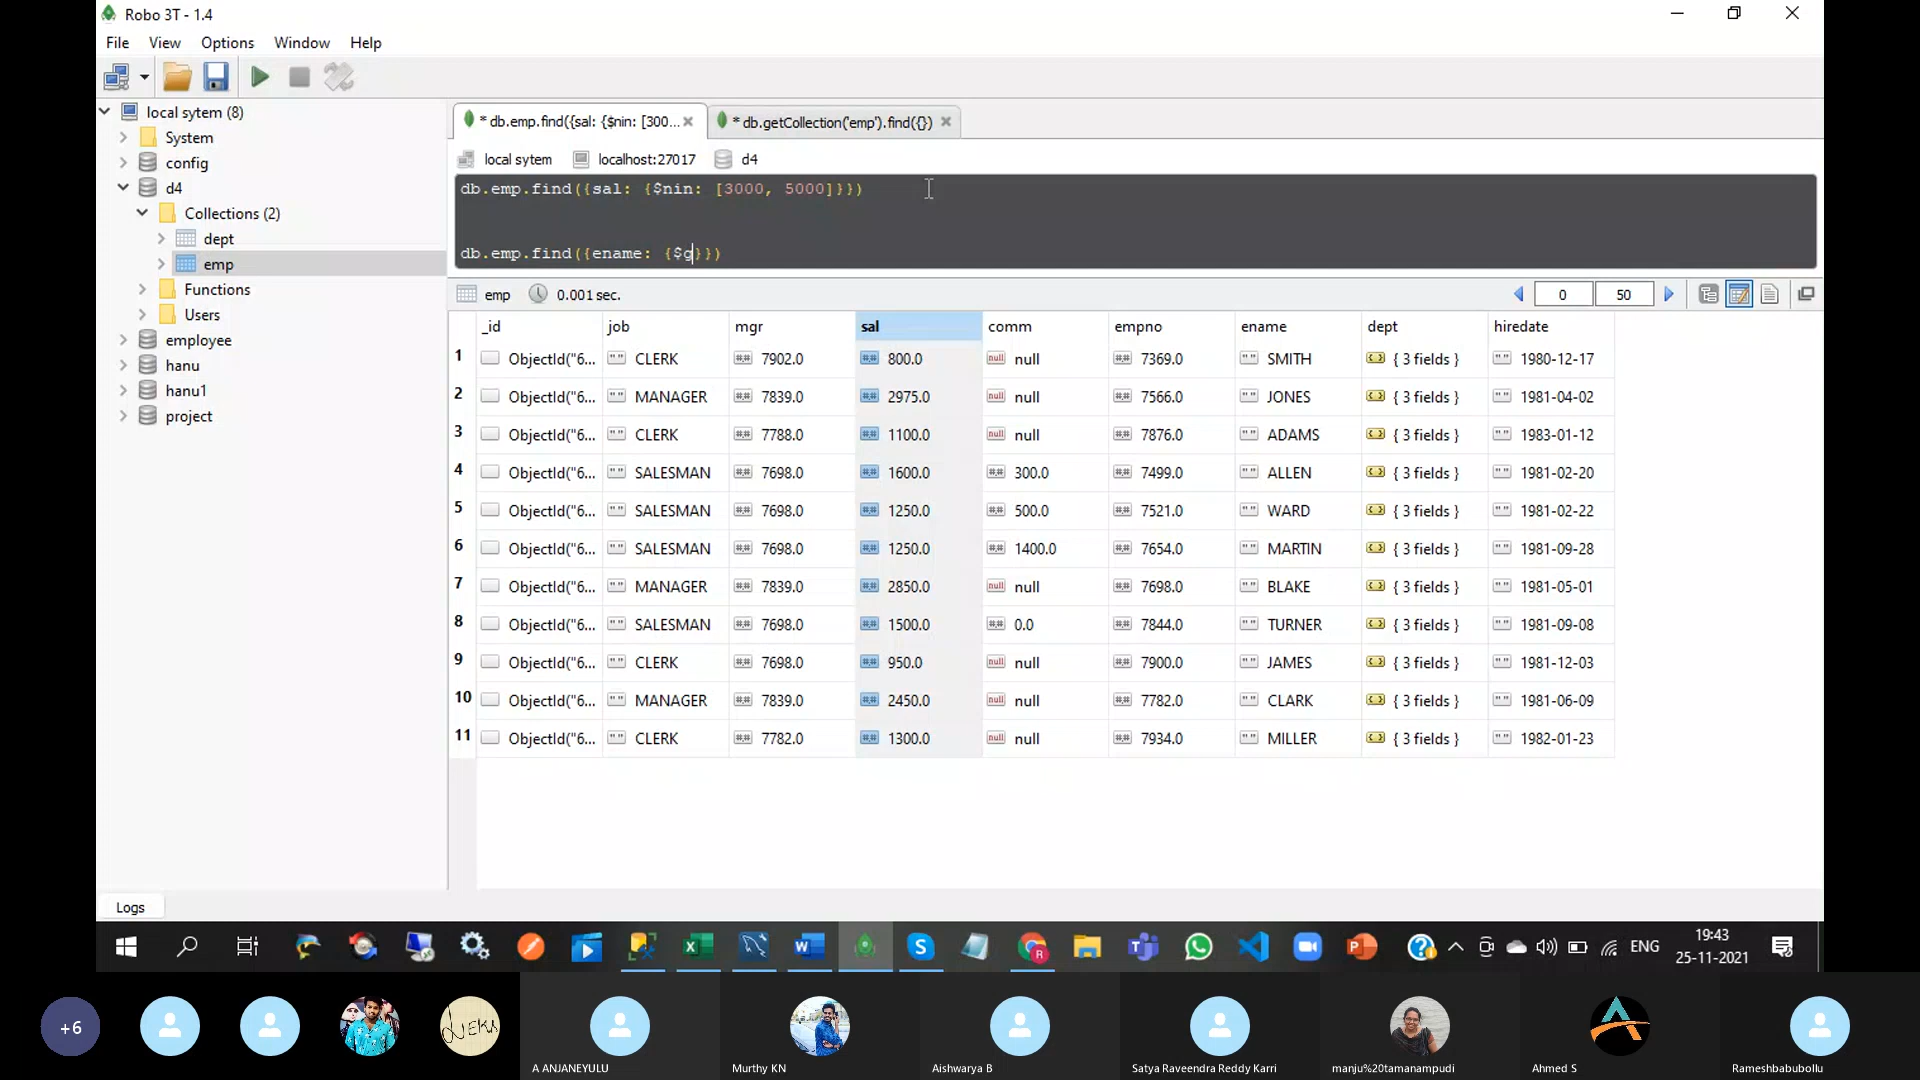 Robo 3T - 1.4
File View Options Window Help
local sytem (8)
System
config
d4
Collections (2)
dept
emp
Functions
Users
employee
hanu
hanu1
project
* db.emp.find({sal: {$nin: [300... * db.getCollection('emp').find({})
local sytem localhost:27017 d4
db.emp.find({sal: {$nin: [3000, 5000]}})
db.emp.find({ename: {$g}})
emp 0.001 sec. 0 50
_id job mgr sal comm empno ename dept hiredate
1 ObjectId("6... "" CLERK #.# 7902.0 #.# 800.0 null null #.# 7369.0 "" SMITH { 3 fields } "" 1980-12-17
2 ObjectId("6... "" MANAGER #.# 7839.0 #.# 2975.0 null null #.# 7566.0 "" JONES { 3 fields } "" 1981-04-02
3 ObjectId("6... "" CLERK #.# 7788.0 #.# 1100.0 null null #.# 7876.0 "" ADAMS { 3 fields } "" 1983-01-12
4 ObjectId("6... "" SALESMAN #.# 7698.0 #.# 1600.0 #.# 300.0 #.# 7499.0 "" ALLEN { 3 fields } "" 1981-02-20
5 ObjectId("6... "" SALESMAN #.# 7698.0 #.# 1250.0 #.# 500.0 #.# 7521.0 "" WARD { 3 fields } "" 1981-02-22
6 ObjectId("6... "" SALESMAN #.# 7698.0 #.# 1250.0 #.# 1400.0 #.# 7654.0 "" MARTIN { 3 fields } "" 1981-09-28
7 ObjectId("6... "" MANAGER #.# 7839.0 #.# 2850.0 null null #.# 7698.0 "" BLAKE { 3 fields } "" 1981-05-01
8 ObjectId("6... "" SALESMAN #.# 7698.0 #.# 1500.0 #.# 0.0 #.# 7844.0 "" TURNER { 3 fields } "" 1981-09-08
9 ObjectId("6... "" CLERK #.# 7698.0 #.# 950.0 null null #.# 7900.0 "" JAMES { 3 fields } "" 1981-12-03
10 ObjectId("6... "" MANAGER #.# 7839.0 #.# 2450.0 null null #.# 7782.0 "" CLARK { 3 fields } "" 1981-06-09
11 ObjectId("6... "" CLERK #.# 7782.0 #.# 1300.0 null null #.# 7934.0 "" MILLER { 3 fields } "" 1982-01-23
Logs
ENG 19:43
25-11-2021
+6
A ANJANEYULU Murthy KN Aishwarya B Satya Raveendra Reddy Karri manju%20tamanampudi Ahmed S Rameshbabubollu